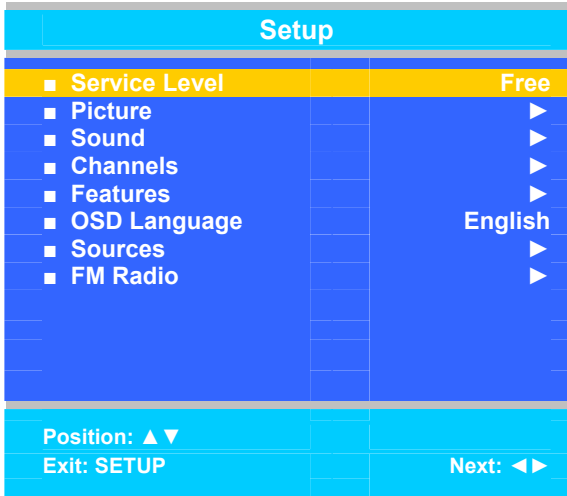 Setup
■ Service Level Free
■ Picture ►
■ Sound ►
■ Channels ►
■ Features ►
■ OSD Language English
■ Sources ►
■ FM Radio ►
Position: ▲▼
Exit: SETUP Next: ◄►